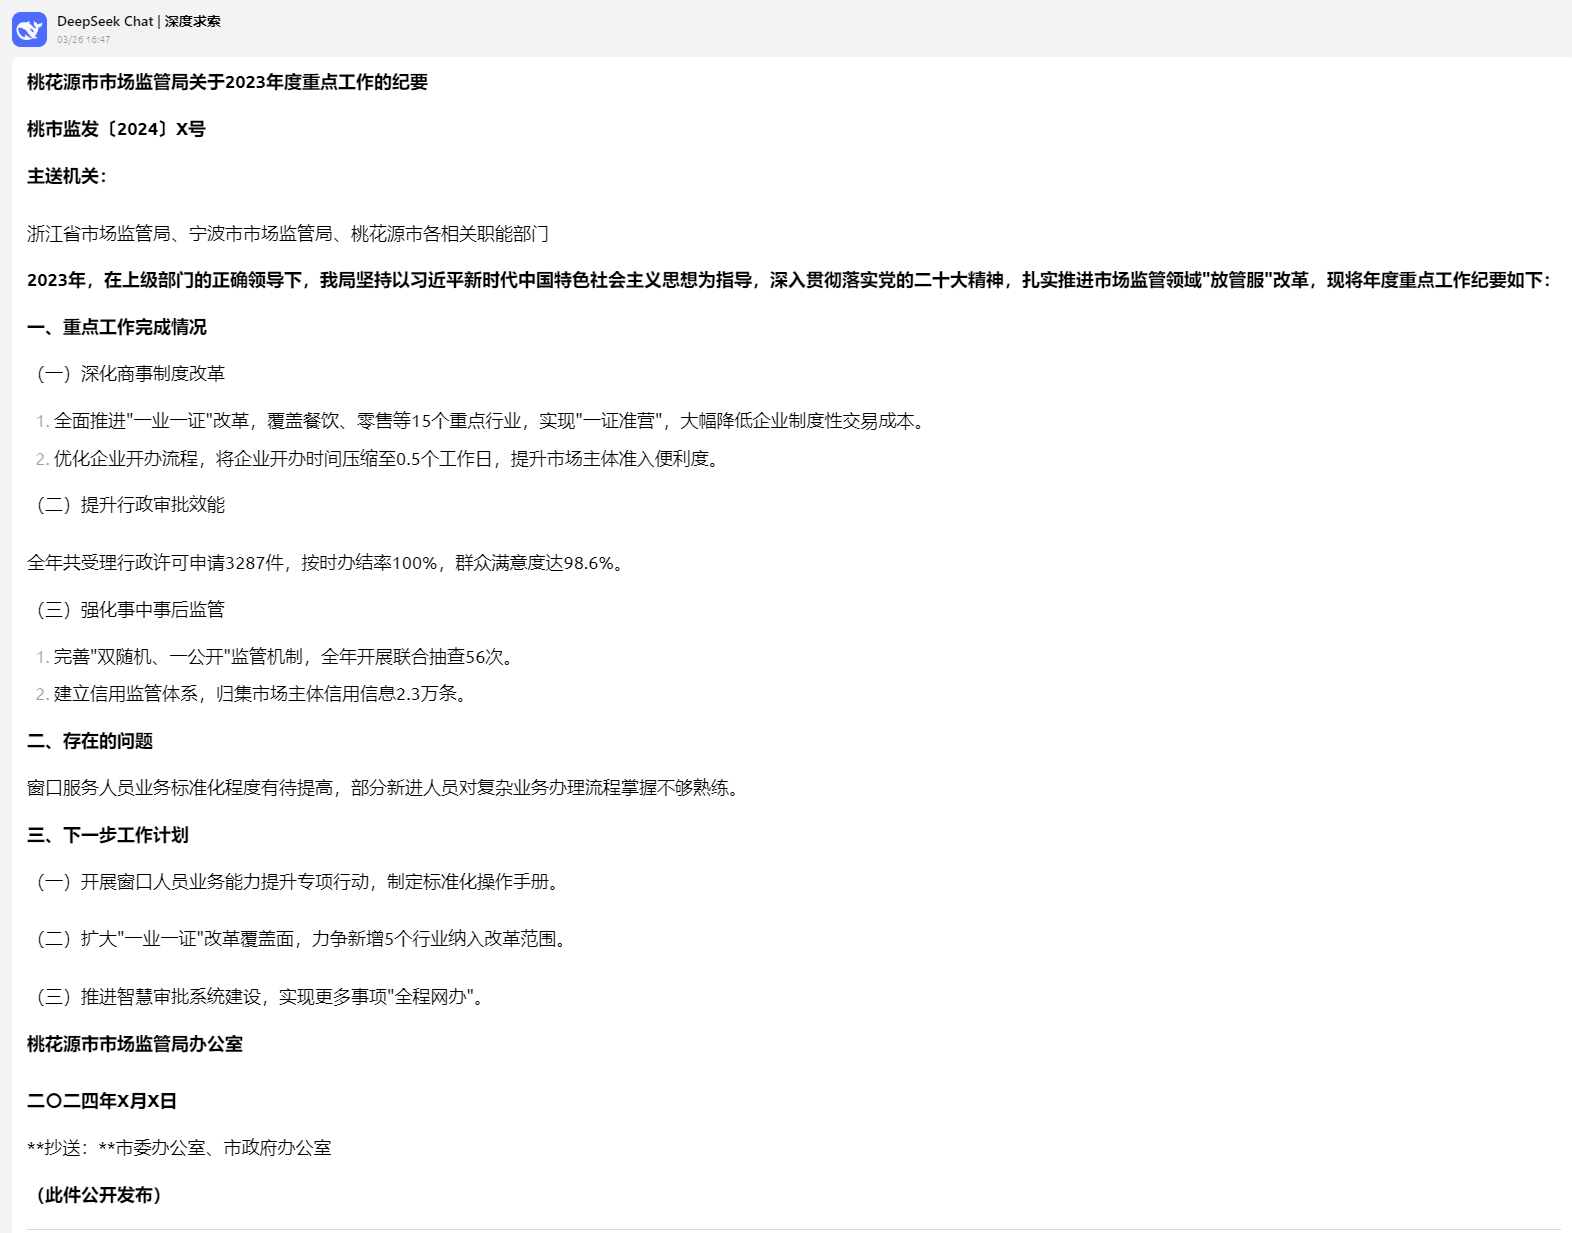 DeepSeek Chat | 深度求索
03/26 16:47
桃花源市市场监管局关于2023年度重点工作的纪要
桃市监发〔2024〕X号
主送机关：
浙江省市场监管局、宁波市市场监管局、桃花源市各相关职能部门
2023年，在上级部门的正确领导下，我局坚持以习近平新时代中国特色社会主义思想为指导，深入贯彻落实党的二十大精神，扎实推进市场监管领域"放管服"改革，现将年度重点工作纪要如下：
一、重点工作完成情况
（一）深化商事制度改革
1. 全面推进"一业一证"改革，覆盖餐饮、零售等15个重点行业，实现"一证准营"，大幅降低企业制度性交易成本。
2. 优化企业开办流程，将企业开办时间压缩至0.5个工作日，提升市场主体准入便利度。
（二）提升行政审批效能
全年共受理行政许可申请3287件，按时办结率100%，群众满意度达98.6%。
（三）强化事中事后监管
1. 完善"双随机、一公开"监管机制，全年开展联合抽查56次。
2. 建立信用监管体系，归集市场主体信用信息2.3万条。
二、存在的问题
窗口服务人员业务标准化程度有待提高，部分新进人员对复杂业务办理流程掌握不够熟练。
三、下一步工作计划
（一）开展窗口人员业务能力提升专项行动，制定标准化操作手册。
（二）扩大"一业一证"改革覆盖面，力争新增5个行业纳入改革范围。
（三）推进智慧审批系统建设，实现更多事项"全程网办"。
桃花源市市场监管局办公室
二〇二四年X月X日
**抄送：**市委办公室、市政府办公室
（此件公开发布）